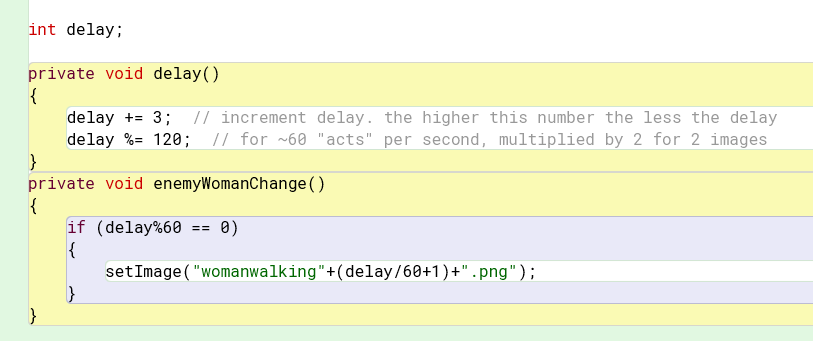 int delay;
private void delay()
{
delay += 3;  // increment delay. the higher this number the less the delay
delay %= 120;  // for ~60 "acts" per second, multiplied by 2 for 2 images
}
private void enemyWomanChange()
{
if (delay%60 == 0)
{
setImage("womanwalking"+(delay/60+1)+".png");
}
}